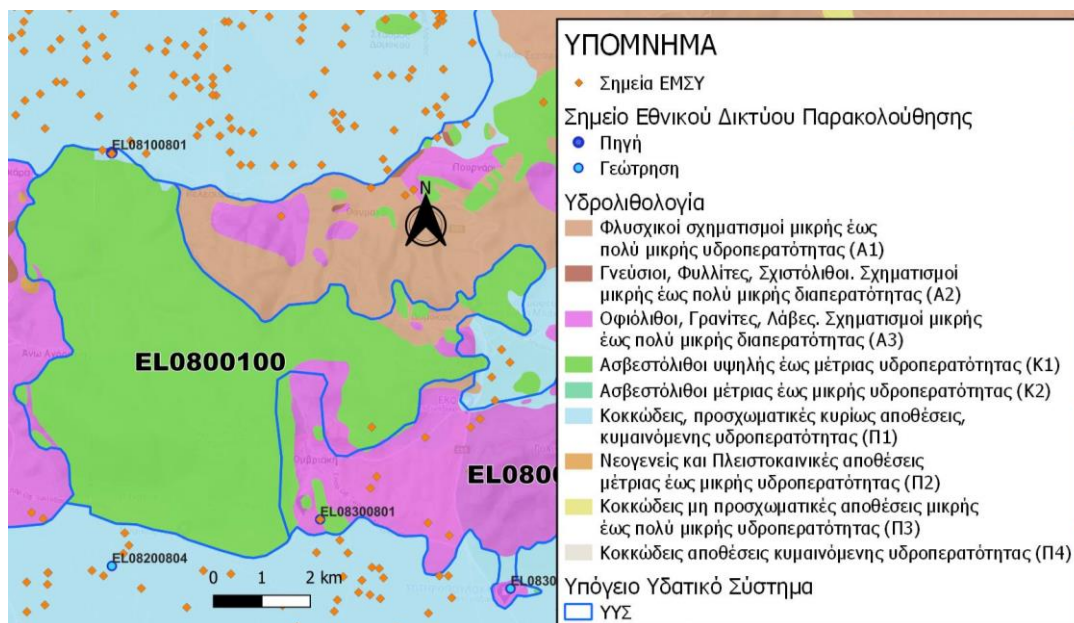 EL08100801
N
EL0800100
EL0800
Ομβριακή
EL08300801
EL08200804
EL0830
0 1 2 km
ΥΠΟΜΝΗΜΑ
Σημεία ΕΜΣΥ
Σημείο Εθνικού Δικτύου Παρακολούθησης
Πηγή
Γεώτρηση
Υδρολιθολογία
Φλυσχικοί σχηματισμοί μικρής έως
πολύ μικρής υδροπερατότητας (Α1)
Γνεύσιοι, Φυλλίτες, Σχιστόλιθοι. Σχηματισμοί
μικρής έως πολύ μικρής διαπερατότητας (Α2)
Οφιόλιθοι, Γρανίτες, Λάβες. Σχηματισμοί μικρής
έως πολύ μικρής διαπερατότητας (Α3)
Ασβεστόλιθοι υψηλής έως μέτριας υδροπερατότητας (Κ1)
Ασβεστόλιθοι μέτριας έως μικρής υδροπερατότητας (Κ2)
Κοκκώδεις, προσχωματικές κυρίως αποθέσεις,
κυμαινόμενης υδροπερατότητας (Π1)
Νεογενείς και Πλειστοκαινικές αποθέσεις
μέτριας έως μικρής υδροπερατότητας (Π2)
Κοκκώδεις μη προσχωματικές αποθέσεις μικρής
έως πολύ μικρής υδροπερατότητας (Π3)
Κοκκώδεις αποθέσεις κυμαινόμενης υδροπερατότητας (Π4)
Υπόγειο Υδατικό Σύστημα
ΥΥΣ